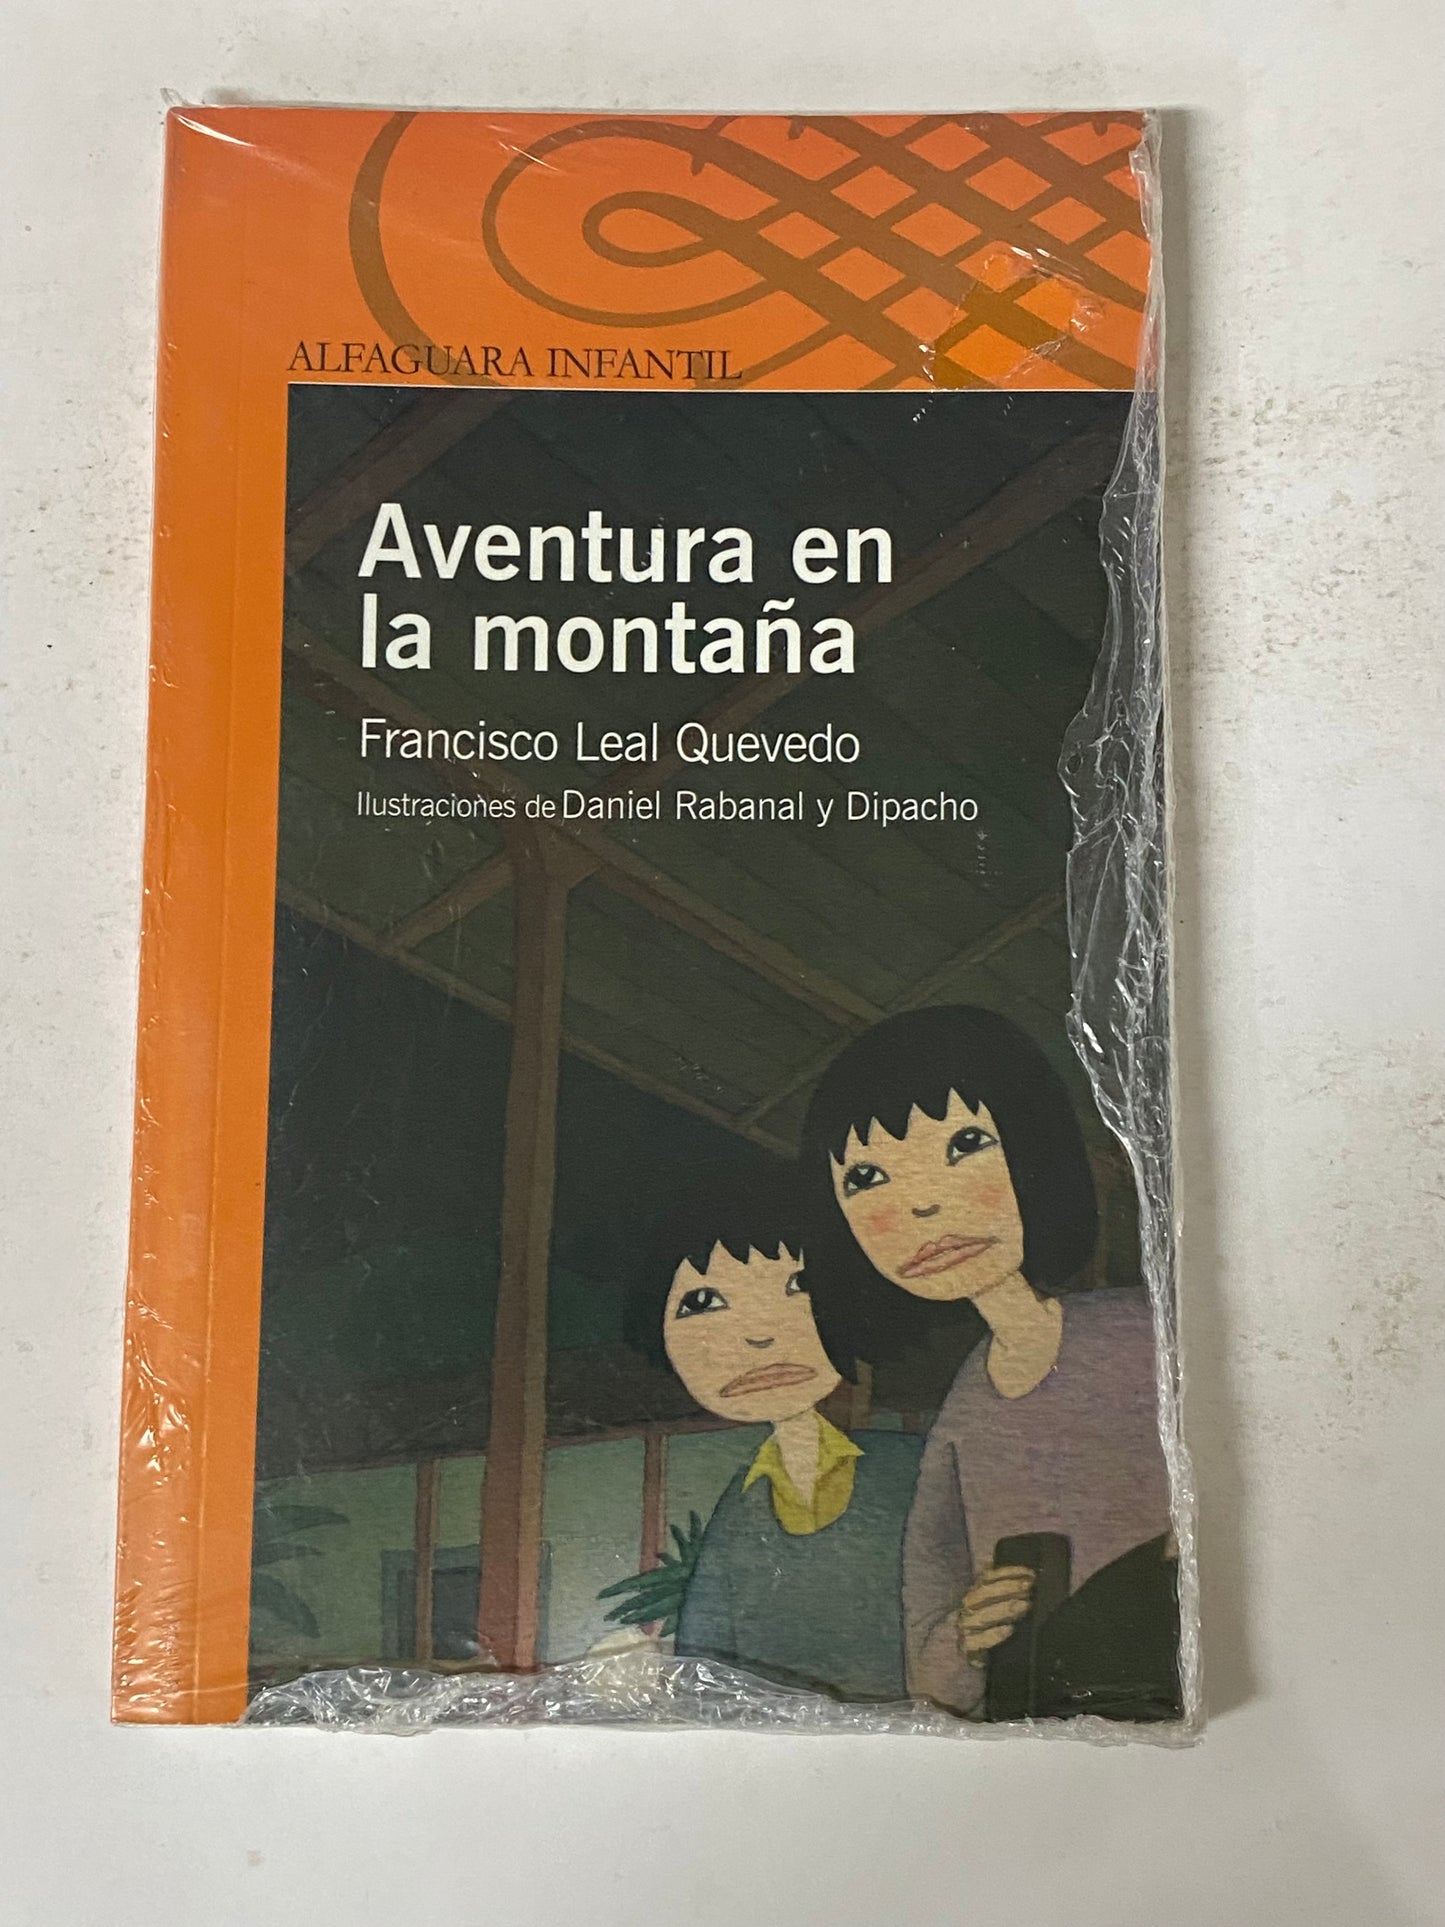 ALFAGUARA INFANTIL
Aventura en
la montaña
Francisco Leal Quevedo
Ilustraciones de Daniel Rabanal y Dipacho